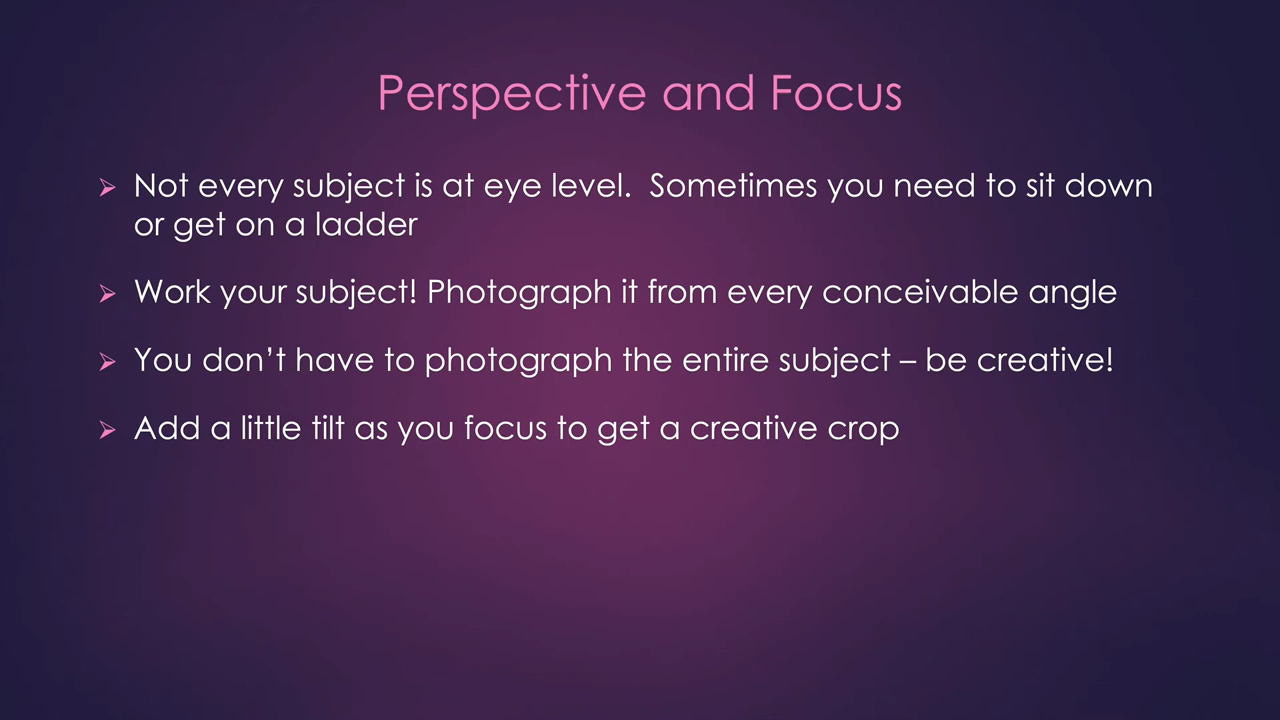 Perspective and Focus
Not every subject is at eye level.  Sometimes you need to sit down
or get on a ladder
Work your subject! Photograph it from every conceivable angle
You don’t have to photograph the entire subject – be creative!
Add a little tilt as you focus to get a creative crop